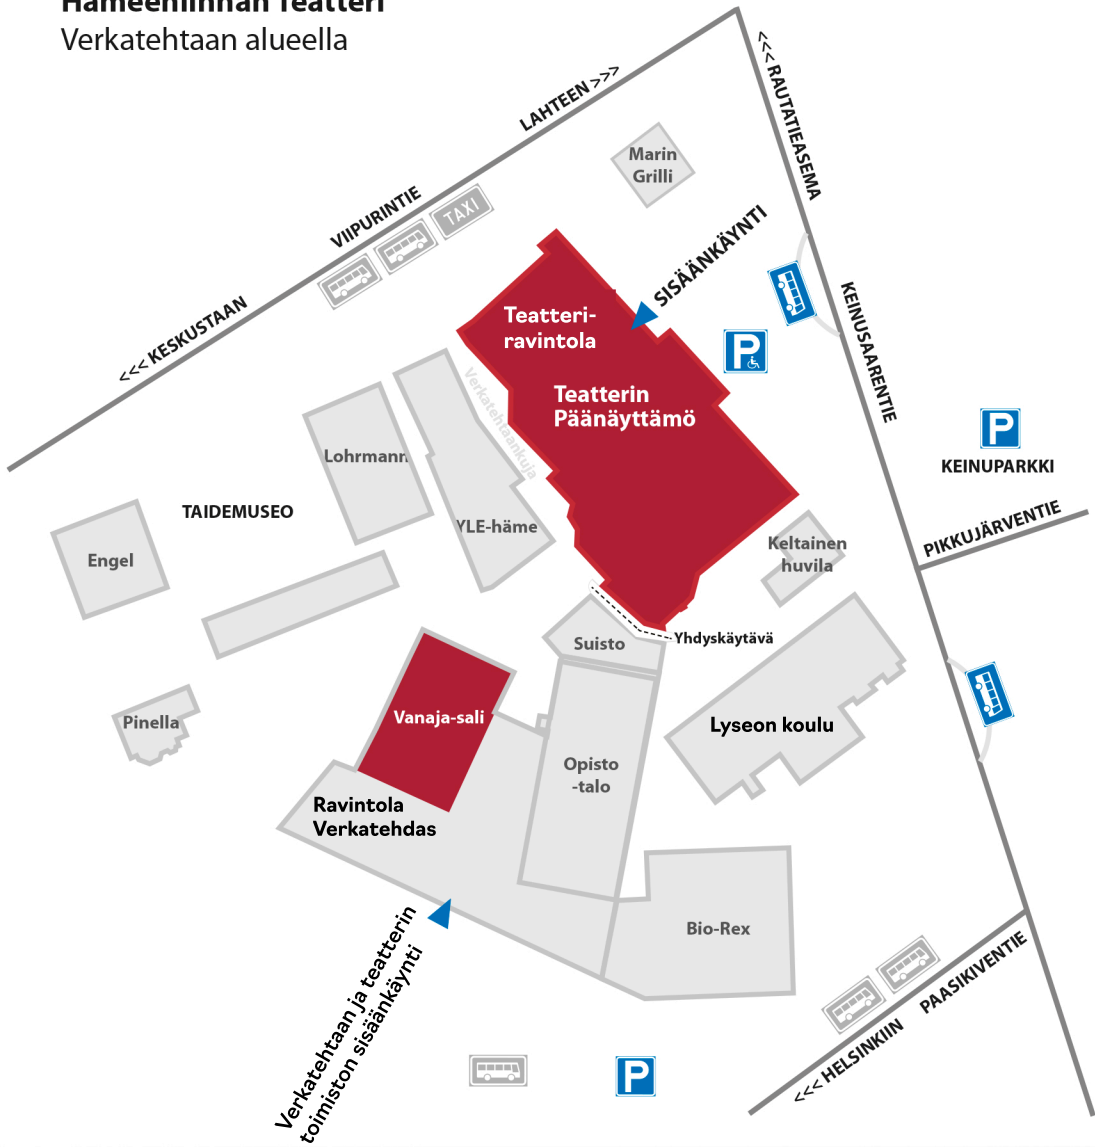 Hämeenlinnan Teatteri
Verkatehtaan alueella
LAHTEEN >>>
<<< RAUTATIEASEMA
Marin
Grilli
TAXI
VIIPURINTIE
SISÄÄNKÄYNTI
<<< KESKUSTAAN
KEINUSAARENTIE
Teatteri-
ravintola
P
Verkatehtaankuja
Teatterin
Päänäyttämö
P
KEINUPARKKI
Lohrmann
TAIDEMUSEO
YLE-häme
PIKKUJÄRVENTIE
Engel
Keltainen
huvila
Suisto
Yhdyskäytävä
Vanaja-sali
Pinella
Lyseon koulu
Opisto
-talo
Ravintola
Verkatehdas
Bio-Rex
Verkatehtaan ja teatterin
toimiston sisäänkäynti
PAASIKIVENTIE
<<< HELSINKIIN
P